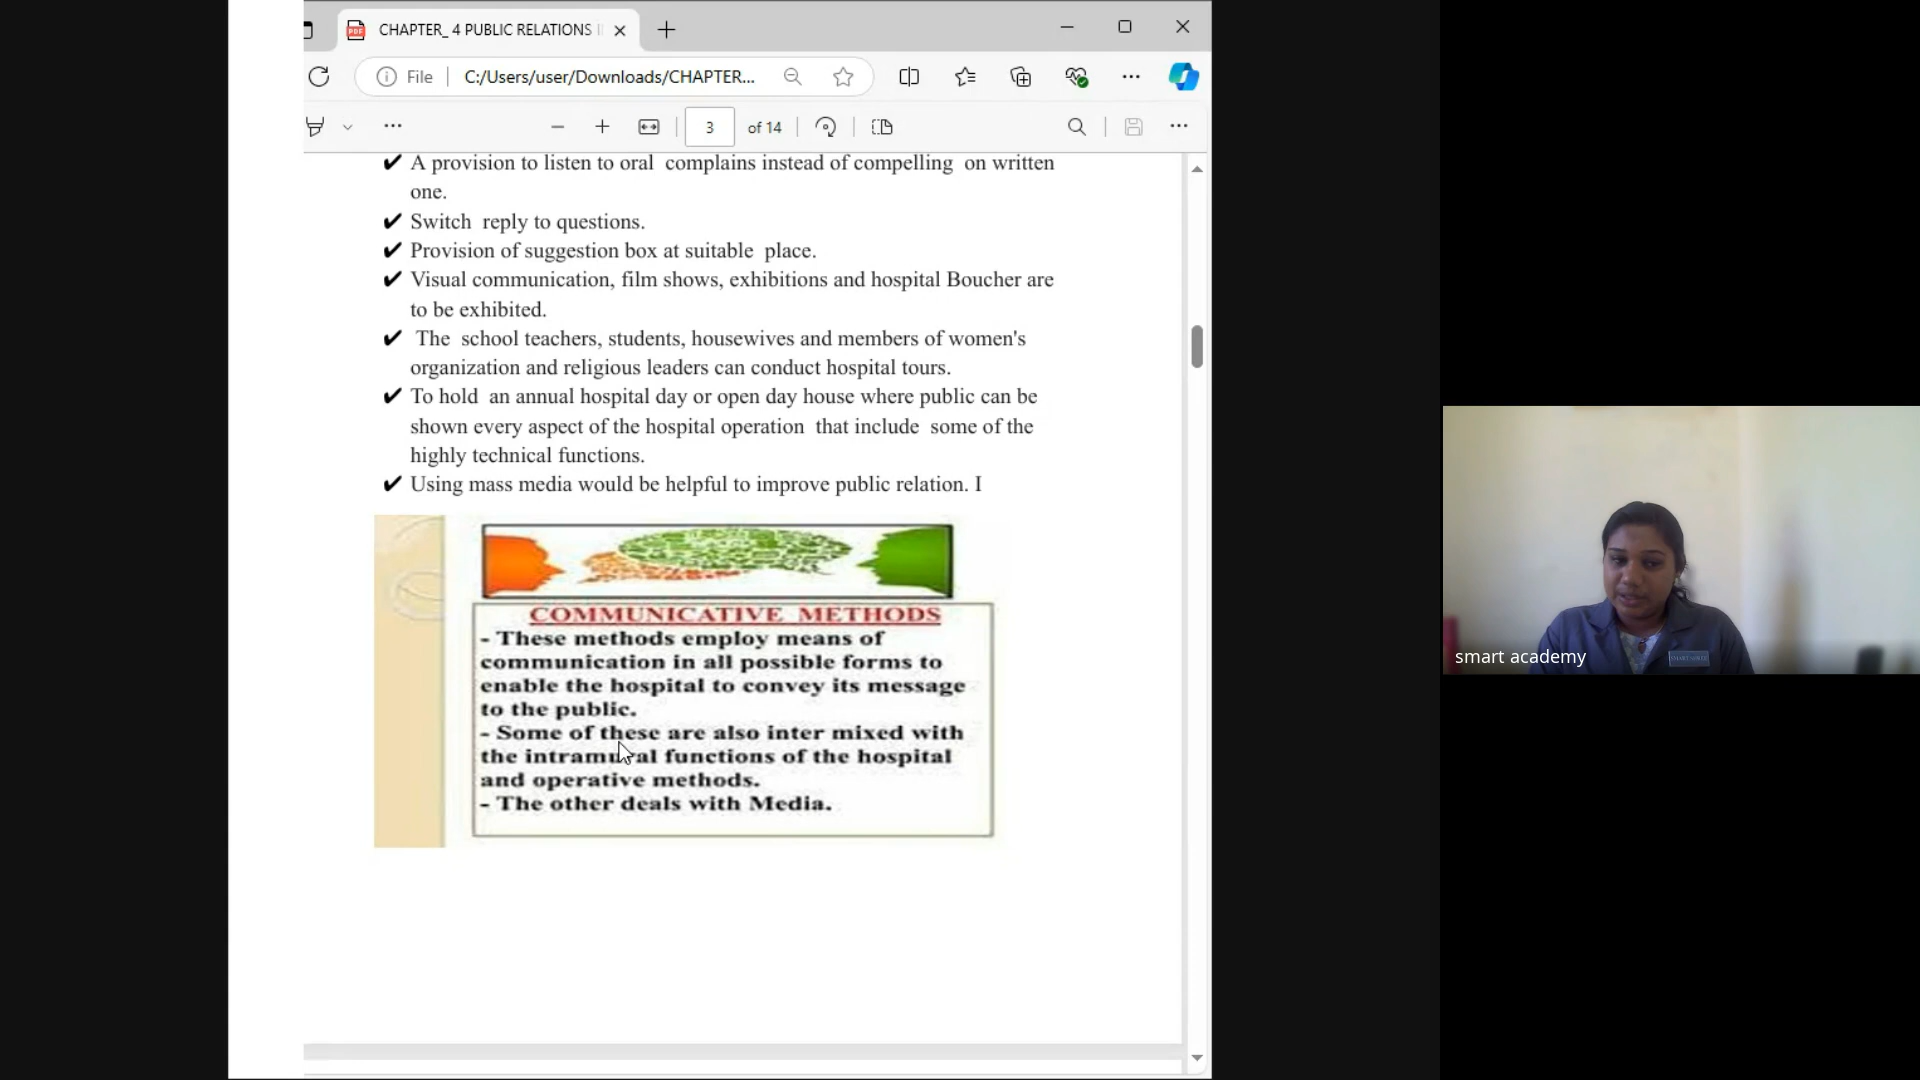 CHAPTER_ 4 PUBLIC RELATIONS
File
C:/Users/user/Downloads/CHAPTER...
3 of 14
✔ A provision to listen to oral complains instead of compelling on written
one.
✔ Switch reply to questions.
✔ Provision of suggestion box at suitable place.
✔ Visual communication, film shows, exhibitions and hospital Boucher are
to be exhibited.
✔ The school teachers, students, housewives and members of women's
organization and religious leaders can conduct hospital tours.
✔ To hold an annual hospital day or open day house where public can be
shown every aspect of the hospital operation that include some of the
highly technical functions.
✔ Using mass media would be helpful to improve public relation. I
COMMUNICATIVE METHODS
- These methods employ means of
communication in all possible forms to
enable the hospital to convey its message
to the public.
- Some of these are also inter mixed with
the intramural functions of the hospital
and operative methods.
- The other deals with Media.
smart academy